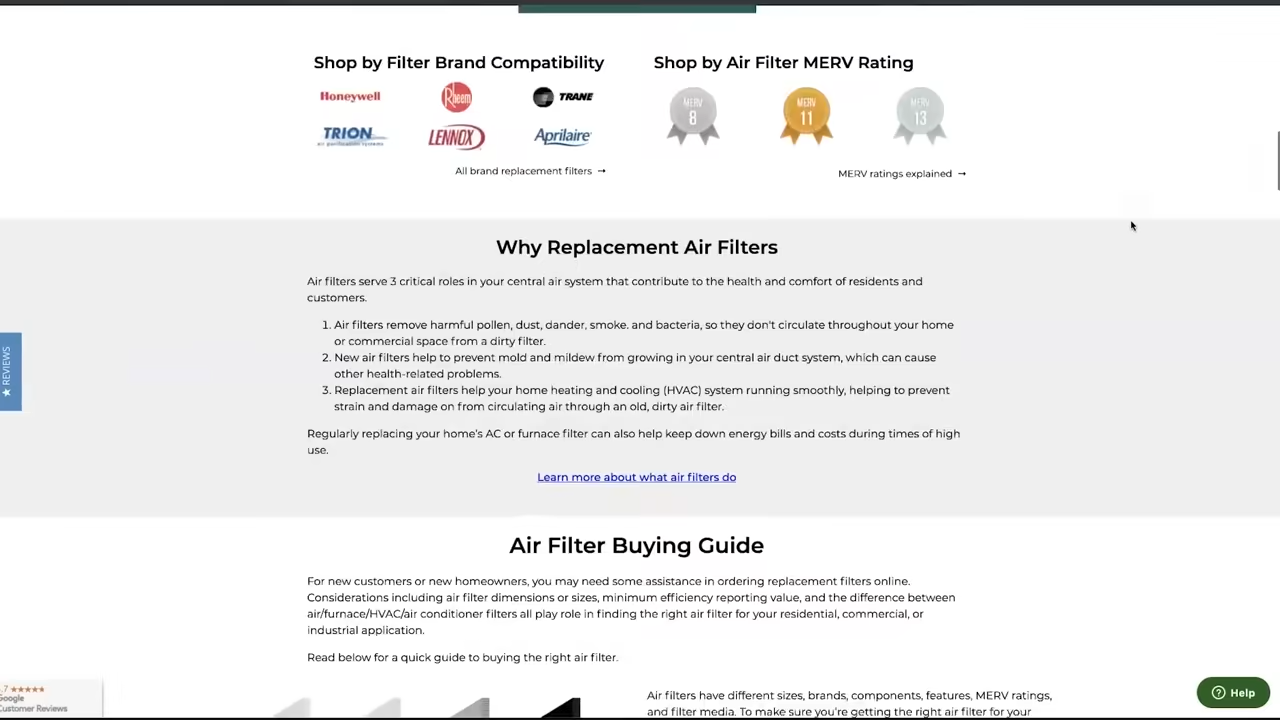 Shop by Filter Brand Compatibility
Shop by Air Filter MERV Rating
Honeywell
Rheem
TRANE
TRION
air purification systems
LENNOX
Aprilaire
MERV
8
MERV
11
MERV
13
All brand replacement filters →
MERV ratings explained →
Why Replacement Air Filters
Air filters serve 3 critical roles in your central air system that contribute to the health and comfort of residents and
customers.
1. Air filters remove harmful pollen, dust, dander, smoke. and bacteria, so they don't circulate throughout your home
or commercial space from a dirty filter.
2. New air filters help to prevent mold and mildew from growing in your central air duct system, which can cause
other health-related problems.
3. Replacement air filters help your home heating and cooling (HVAC) system running smoothly, helping to prevent
strain and damage on from circulating air through an old, dirty air filter.
Regularly replacing your home's AC or furnace filter can also help keep down energy bills and costs during times of high
use.
Learn more about what air filters do
★ REVIEWS
Air Filter Buying Guide
For new customers or new homeowners, you may need some assistance in ordering replacement filters online.
Considerations including air filter dimensions or sizes, minimum efficiency reporting value, and the difference between
air/furnace/HVAC/air conditioner filters all play role in finding the right air filter for your residential, commercial, or
industrial application.
Read below for a quick guide to buying the right air filter.
Air filters have different sizes, brands, components, features, MERV ratings,
and filter media. To make sure you're getting the right air filter for your
.7 ★★★★★
Google
Customer Reviews
Help